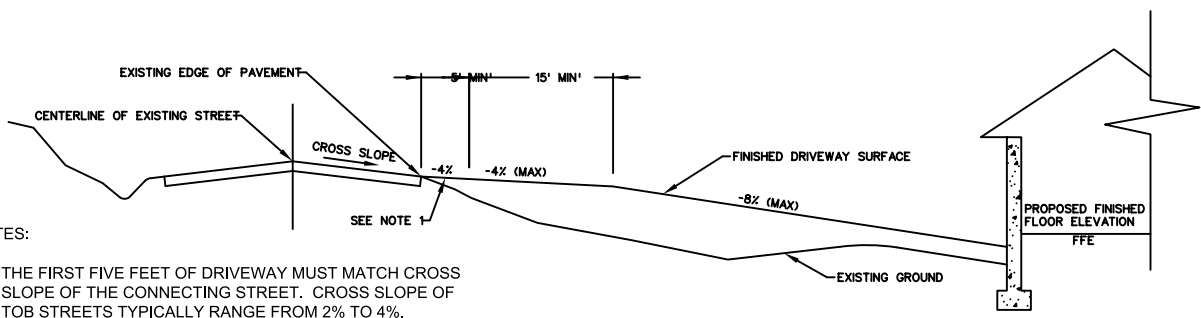 EXISTING EDGE OF PAVEMENT
5' MIN'
15' MIN'
CENTERLINE OF EXISTING STREET
CROSS SLOPE
-4%
-4% (MAX)
FINISHED DRIVEWAY SURFACE
-8% (MAX)
SEE NOTE 1
PROPOSED FINISHED
FLOOR ELEVATION
FFE
EXISTING GROUND
TES:
THE FIRST FIVE FEET OF DRIVEWAY MUST MATCH CROSS
SLOPE OF THE CONNECTING STREET. CROSS SLOPE OF
TOB STREETS TYPICALLY RANGE FROM 2% TO 4%.